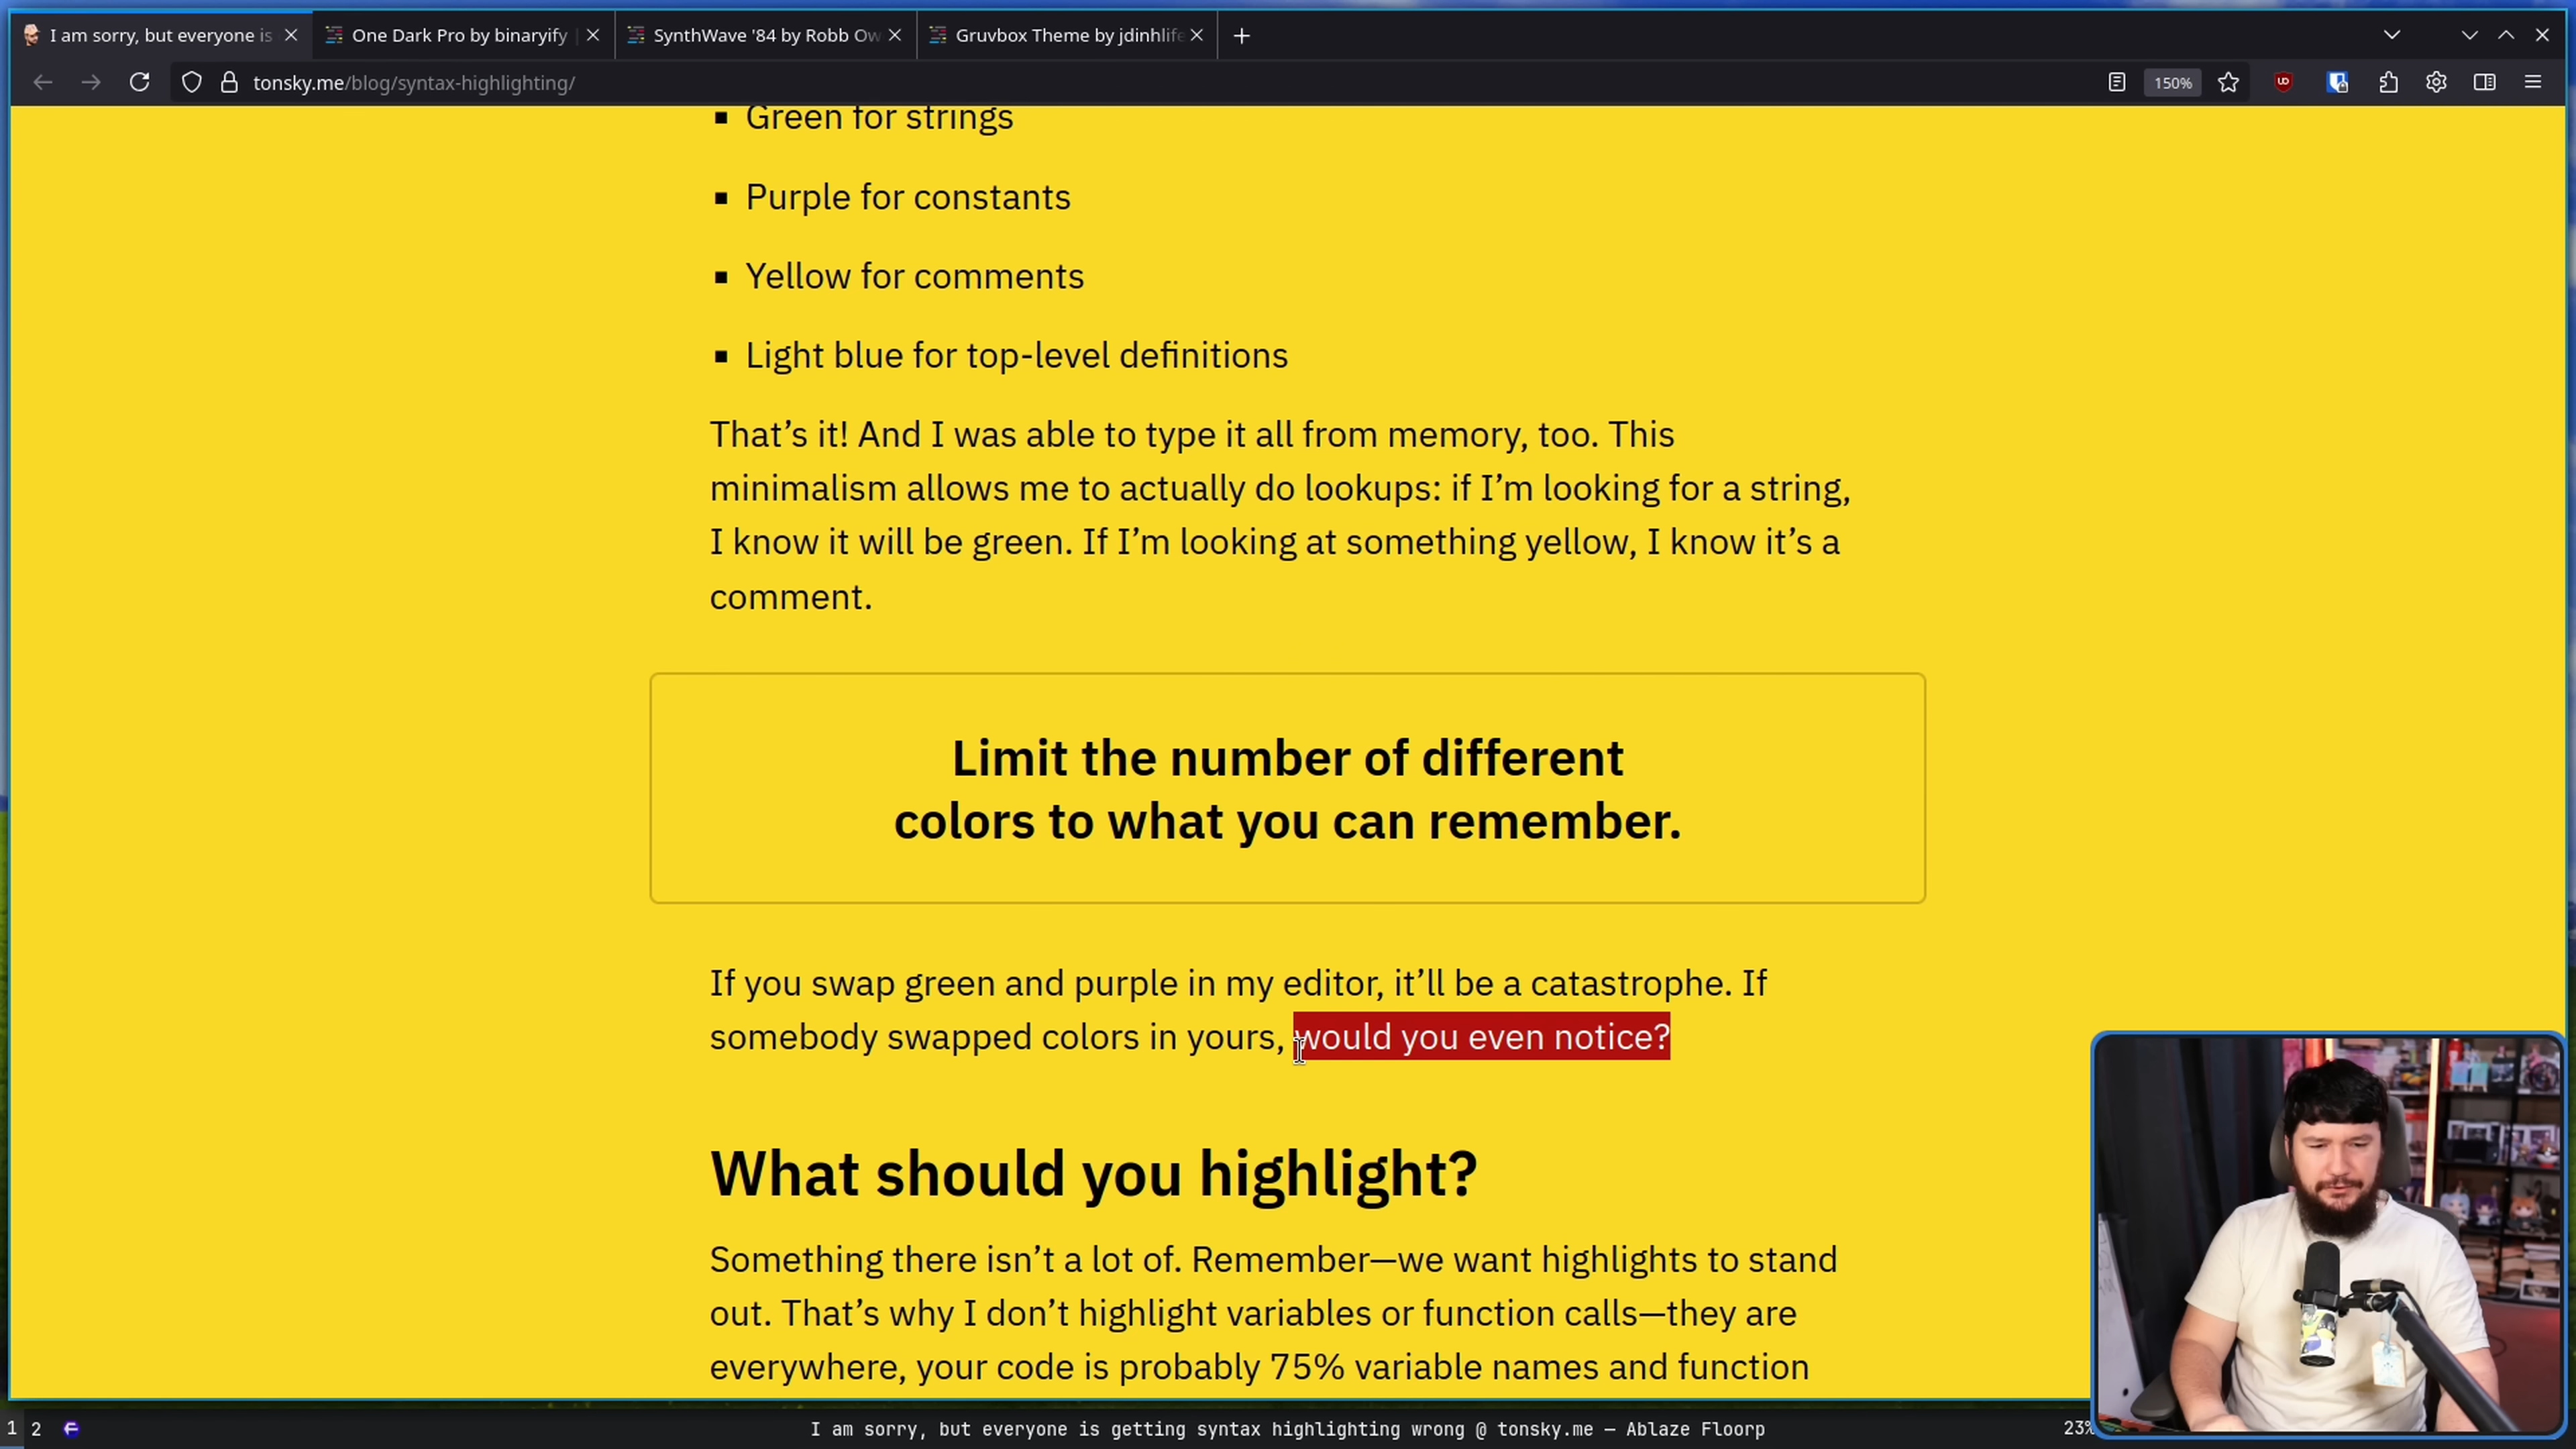 I am sorry, but everyone is
One Dark Pro by binaryify |
SynthWave '84 by Robb Ow
Gruvbox Theme by jdinhlife
tonsky.me/blog/syntax-highlighting/
150%
Green for strings
Purple for constants
Yellow for comments
Light blue for top-level definitions
That’s it! And I was able to type it all from memory, too. This
minimalism allows me to actually do lookups: if I’m looking for a string,
I know it will be green. If I’m looking at something yellow, I know it’s a
comment.
Limit the number of different
colors to what you can remember.
If you swap green and purple in my editor, it’ll be a catastrophe. If
somebody swapped colors in yours, would you even notice?
What should you highlight?
Something there isn’t a lot of. Remember—we want highlights to stand
out. That’s why I don’t highlight variables or function calls—they are
everywhere, your code is probably 75% variable names and function
1 2
I am sorry, but everyone is getting syntax highlighting wrong @ tonsky.me — Ablaze Floorp
23%